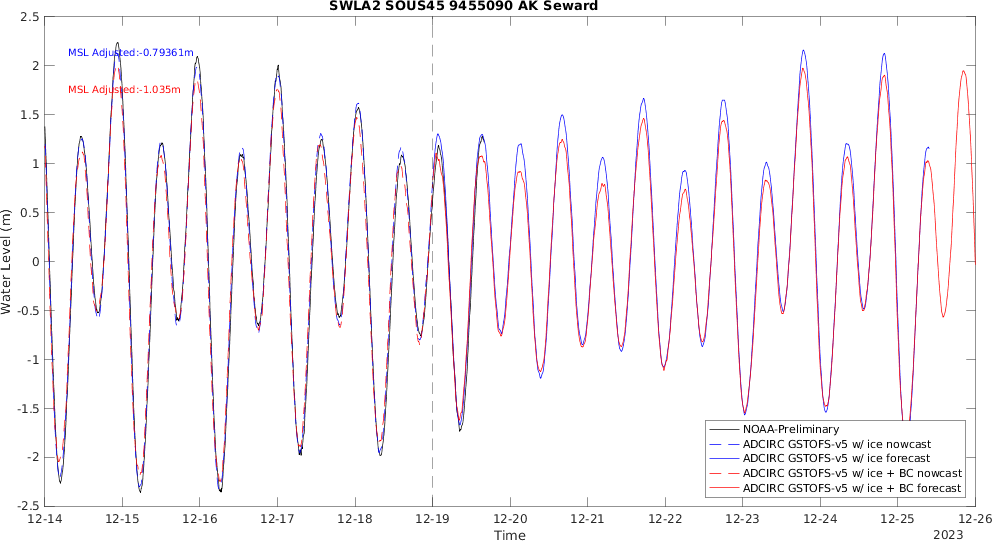 SWLA2 SOUS45 9455090 AK Seward
MSL Adjusted:-0.79361m
MSL Adjusted:-1.035m
Water Level (m)
2.5
2
1.5
1
0.5
0
-0.5
-1
-1.5
-2
-2.5
NOAA-Preliminary
ADCIRC GSTOFS-v5 w/ ice nowcast
ADCIRC GSTOFS-v5 w/ ice forecast
ADCIRC GSTOFS-v5 w/ ice + BC nowcast
ADCIRC GSTOFS-v5 w/ ice + BC forecast
12-14 12-15 12-16 12-17 12-18 12-19 12-20 12-21 12-22 12-23 12-24 12-25 12-26
Time
2023